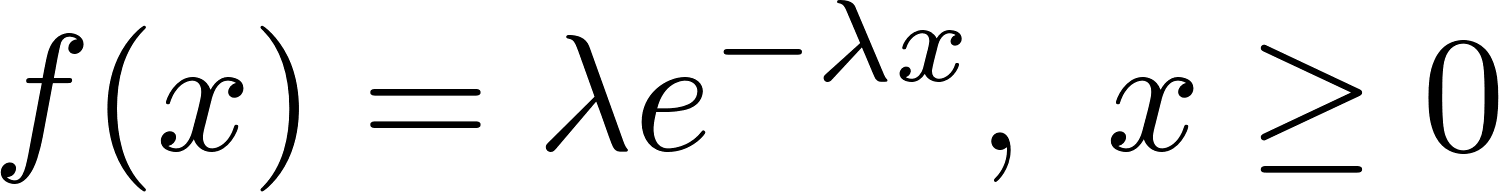 f(x) = λe^{−λx}, x ≥ 0